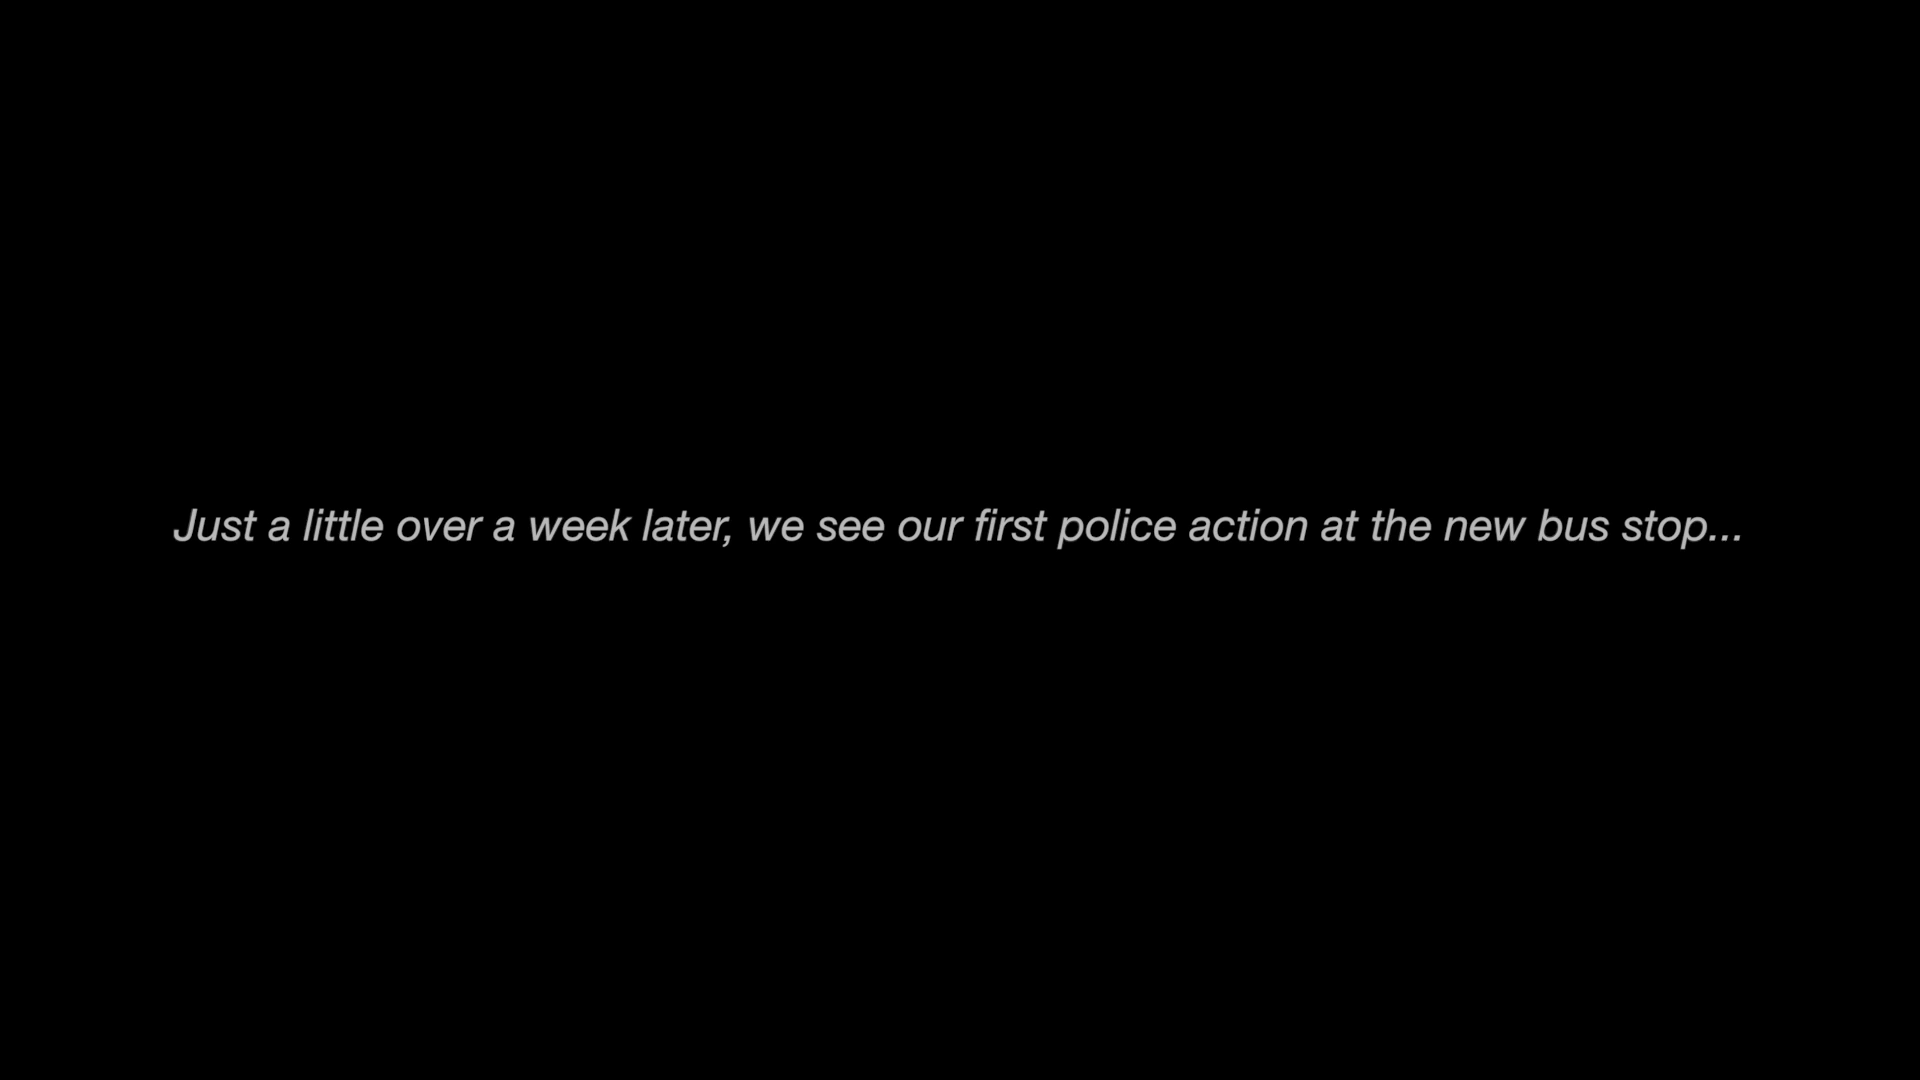 Just a little over a week later, we see our first police action at the new bus stop...